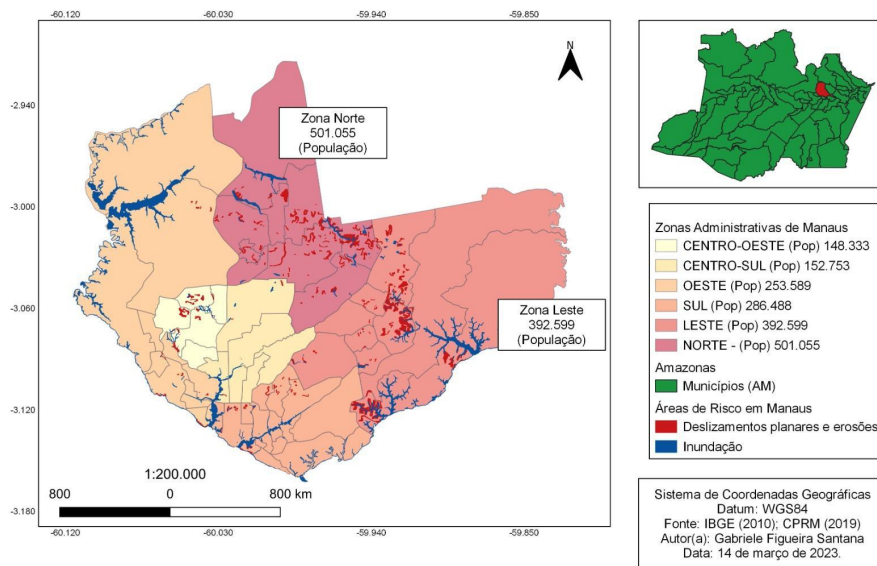 -60.120
-60.030
-59.940
-59.850
N
-2.940
-3.000
-3.060
-3.120
-3.180
Zona Norte
501.055
(População)
Zona Leste
392.599
(População)
1:200.000
800
0
800 km
-60.120
-60.030
-59.940
-59.850
Zonas Administrativas de Manaus
CENTRO-OESTE (Pop) 148.333
CENTRO-SUL (Pop) 152.753
OESTE (Pop) 253.589
SUL (Pop) 286.488
LESTE (Pop) 392.599
NORTE - (Pop) 501.055
Amazonas
Municípios (AM)
Áreas de Risco em Manaus
Deslizamentos planares e erosões
Inundação
Sistema de Coordenadas Geográficas
Datum: WGS84
Fonte: IBGE (2010); CPRM (2019)
Autor(a): Gabriele Figueira Santana
Data: 14 de março de 2023.